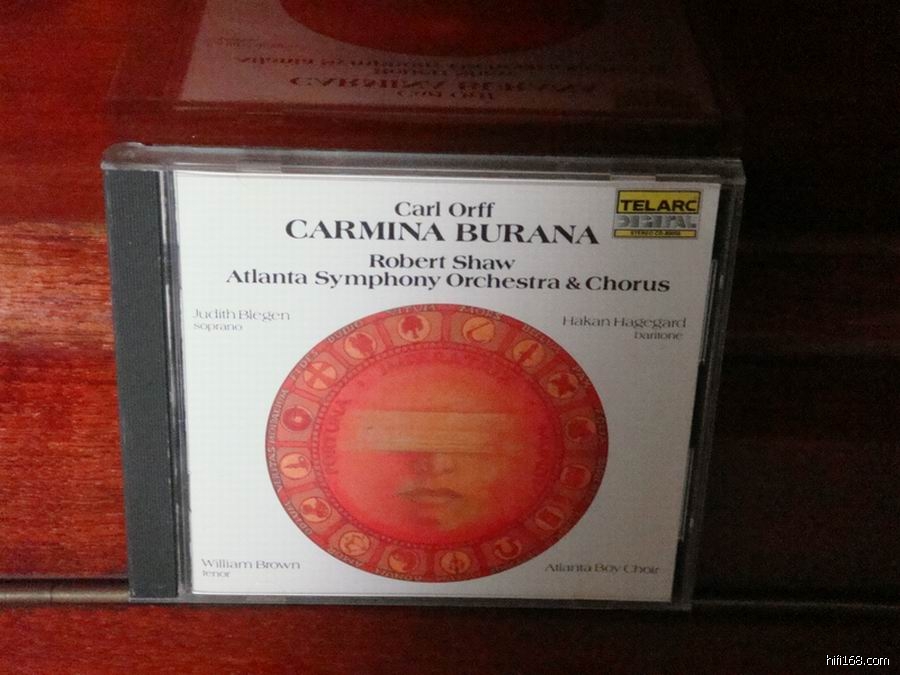 Carl Orff
CARMINA BURANA
TELARC
DIGITAL
Robert Shaw
Atlanta Symphony Orchestra & Chorus
Judith Blegen
soprano
Hakan Hagegard
baritone
FORTUNA
VERITAS
William Brown
tenor
Atlanta Boy Choir
hifi168.com